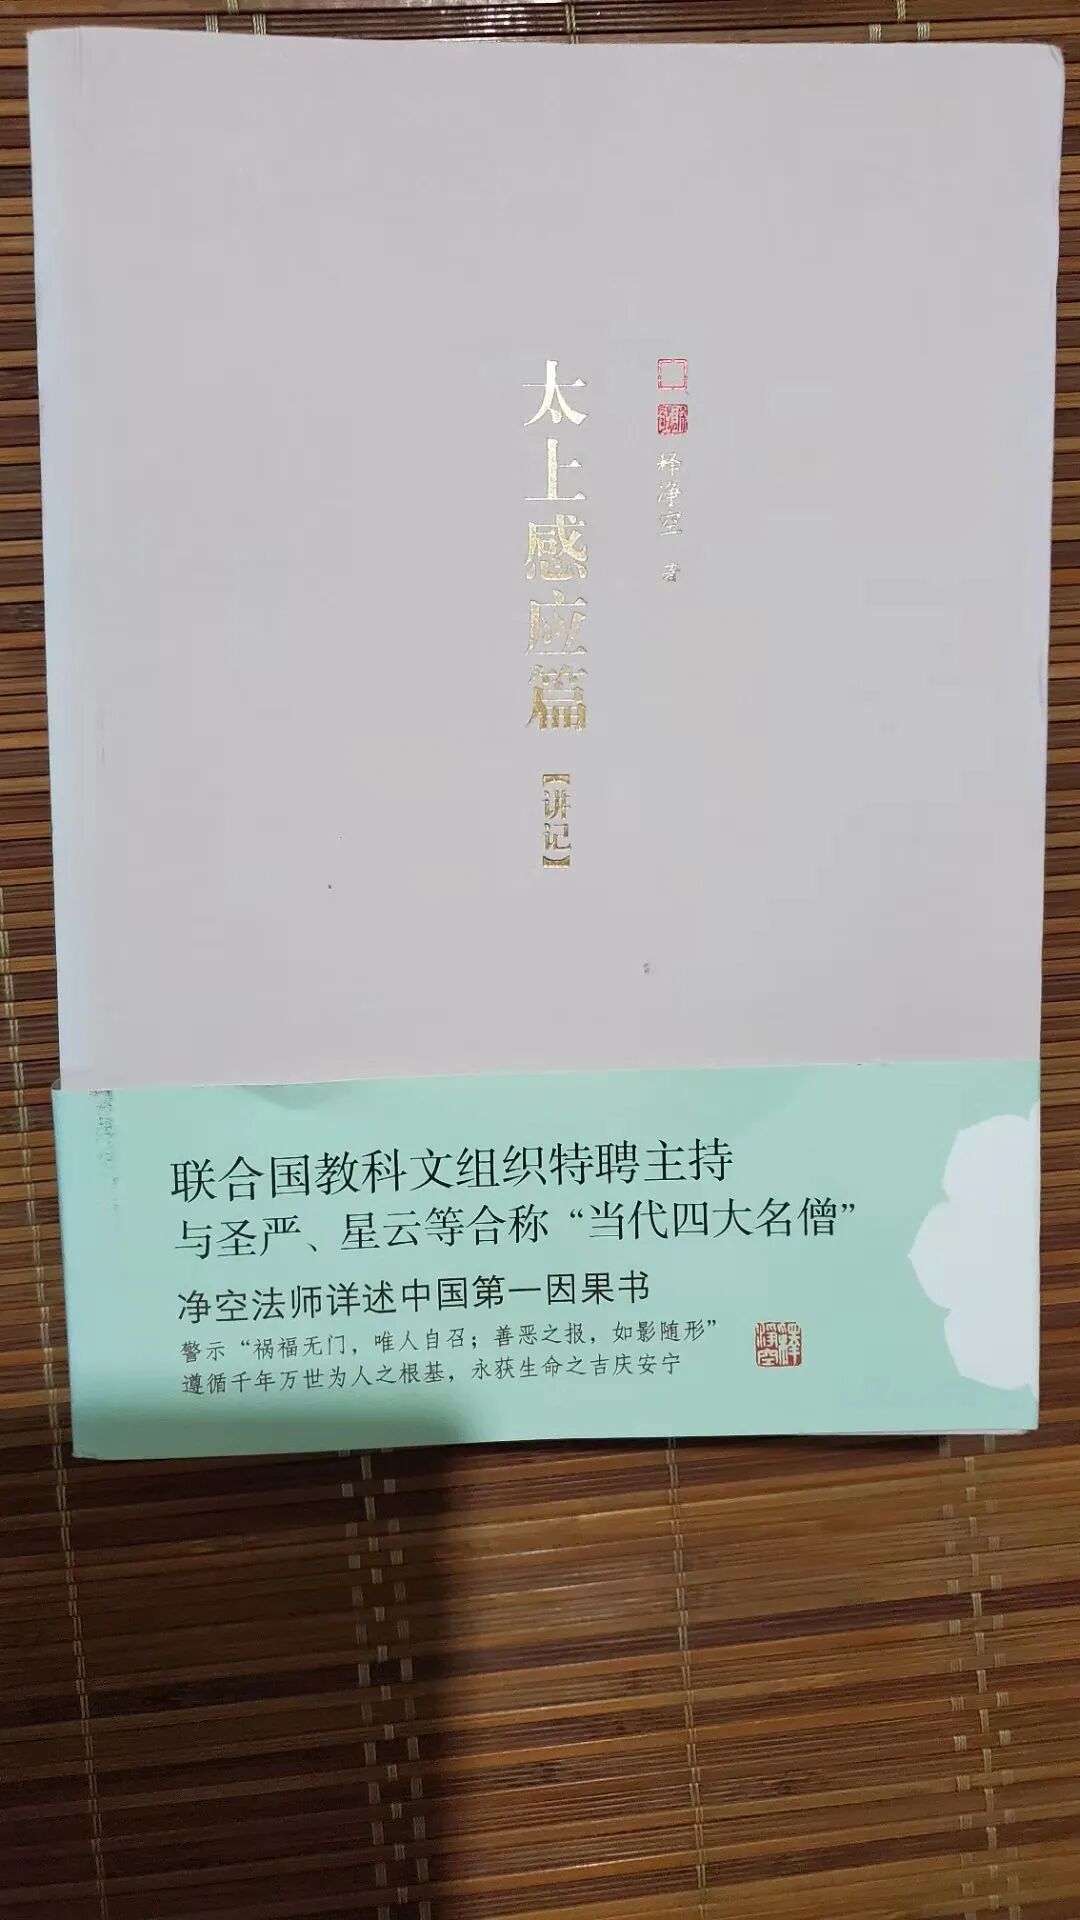 太上感应篇
【讲记】
释净空 著
联合国教科文组织特聘主持
与圣严、星云等合称“当代四大名僧”
净空法师详述中国第一因果书
警示“祸福无门，唯人自召；善恶之报，如影随形”
遵循千年万世为人之根基，永获生命之吉庆安宁
釋淨空